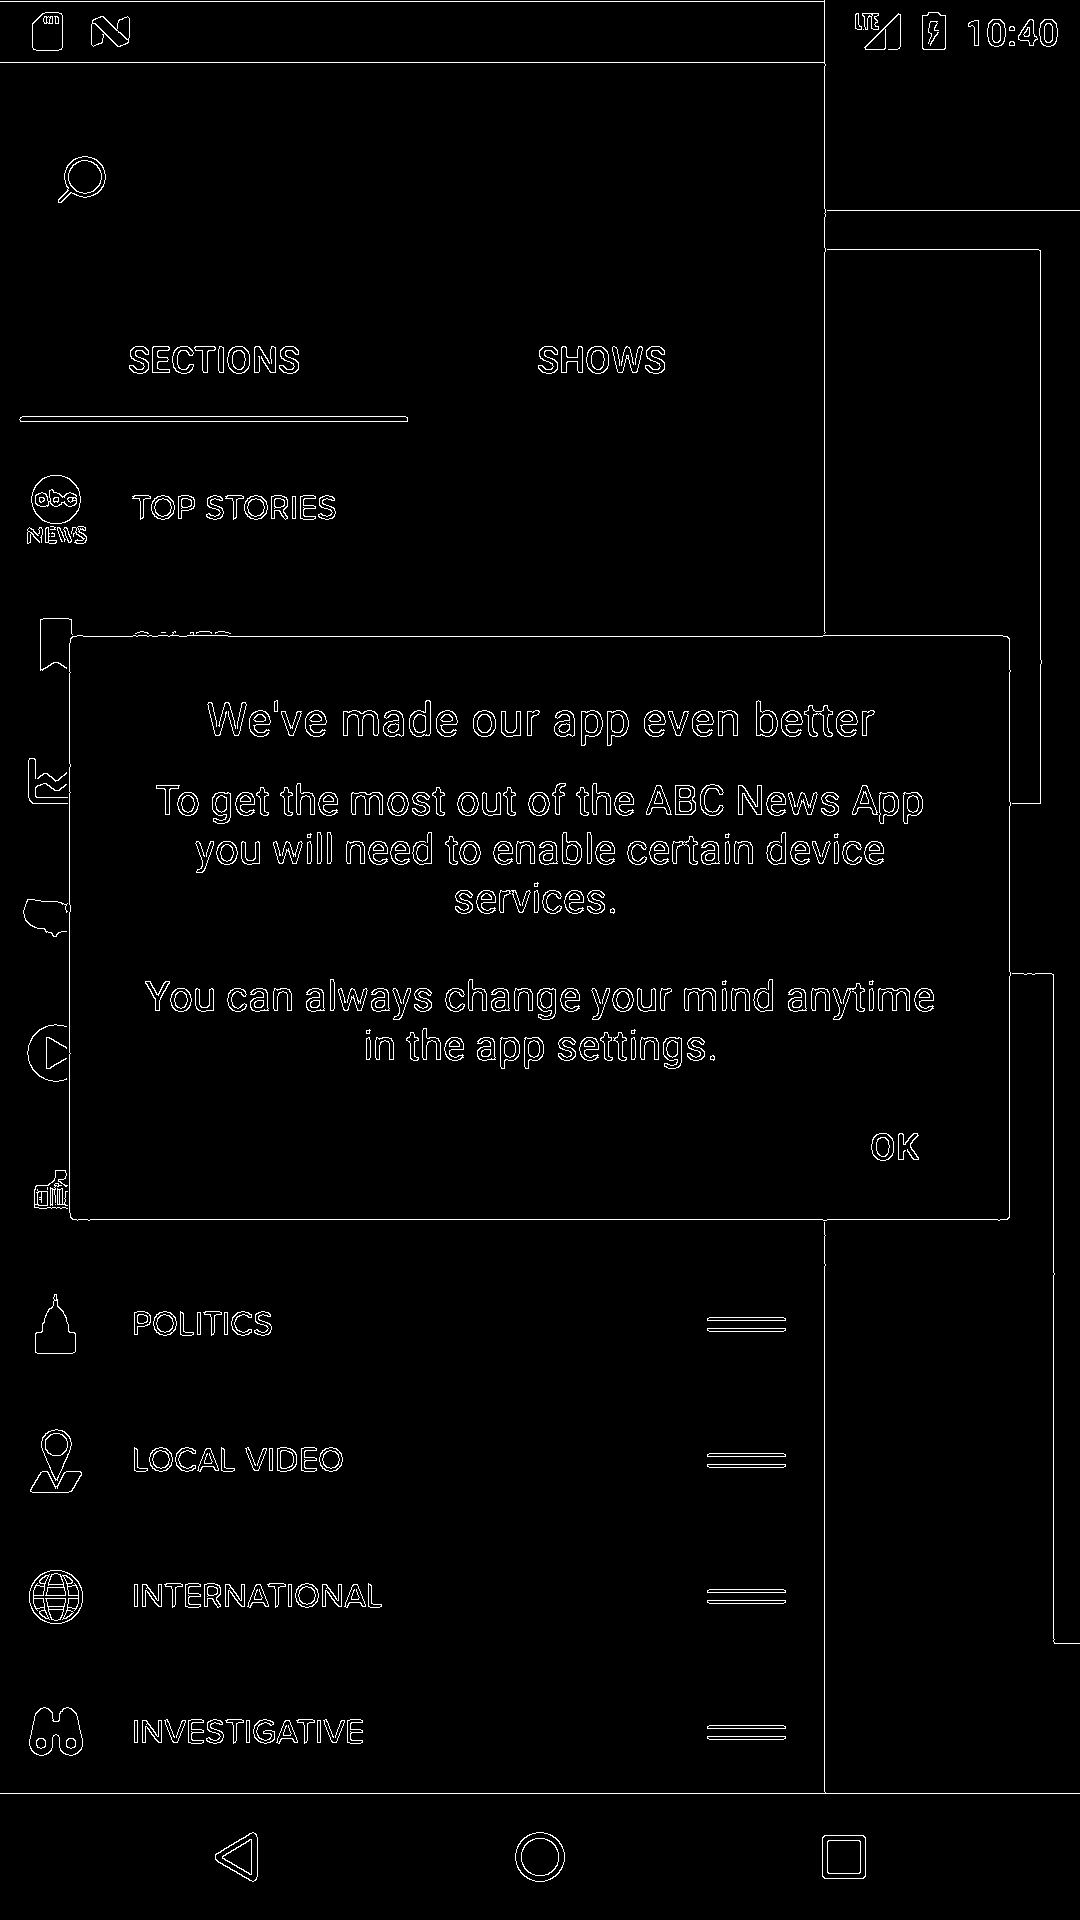 LTE 10:40
SECTIONS SHOWS
abc
NEWS
TOP STORIES
We've made our app even better
To get the most out of the ABC News App
you will need to enable certain device
services.
You can always change your mind anytime
in the app settings.
OK
POLITICS
LOCAL VIDEO
INTERNATIONAL
INVESTIGATIVE